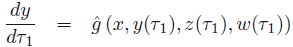 dy/dτ₁ = ĝ (x, y(τ₁), z(τ₁), w(τ₁))